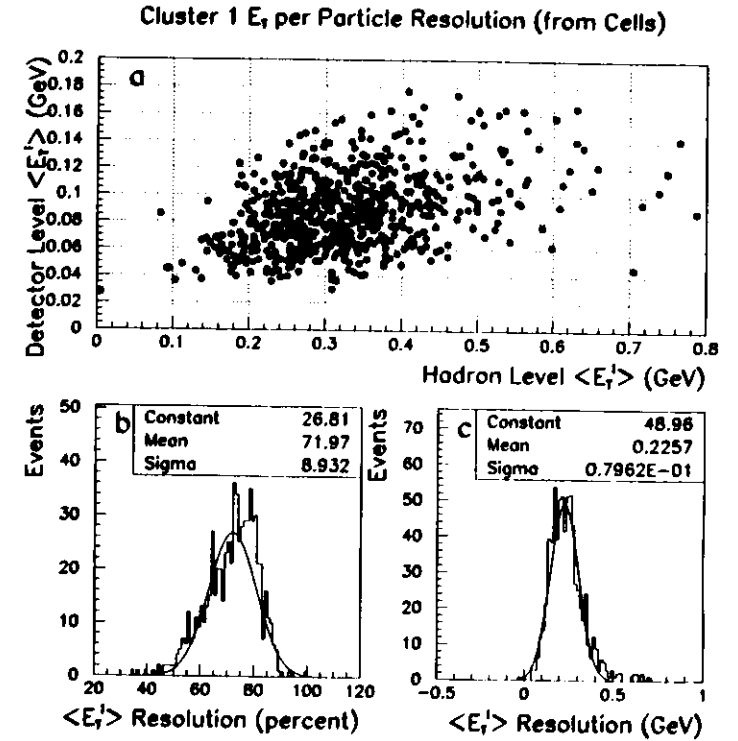 Cluster 1 E_T per Particle Resolution (from Cells)
Detector Level <E_T^1> (GeV)
a
0.2
0.18
0.16
0.14
0.12
0.1
0.08
0.06
0.04
0.02
0
0 0.1 0.2 0.3 0.4 0.5 0.6 0.7 0.8
Hadron Level <E_T^1> (GeV)
Events
b
50
40
30
20
10
0
Constant 26.81
Mean 71.97
Sigma 8.932
20 40 60 80 100 120
<E_T^1> Resolution (percent)
Events
c
70
60
50
40
30
20
10
0
Constant 48.96
Mean 0.2257
Sigma 0.7962E-01
-0.5 0 0.5 1
<E_T^1> Resolution (GeV)